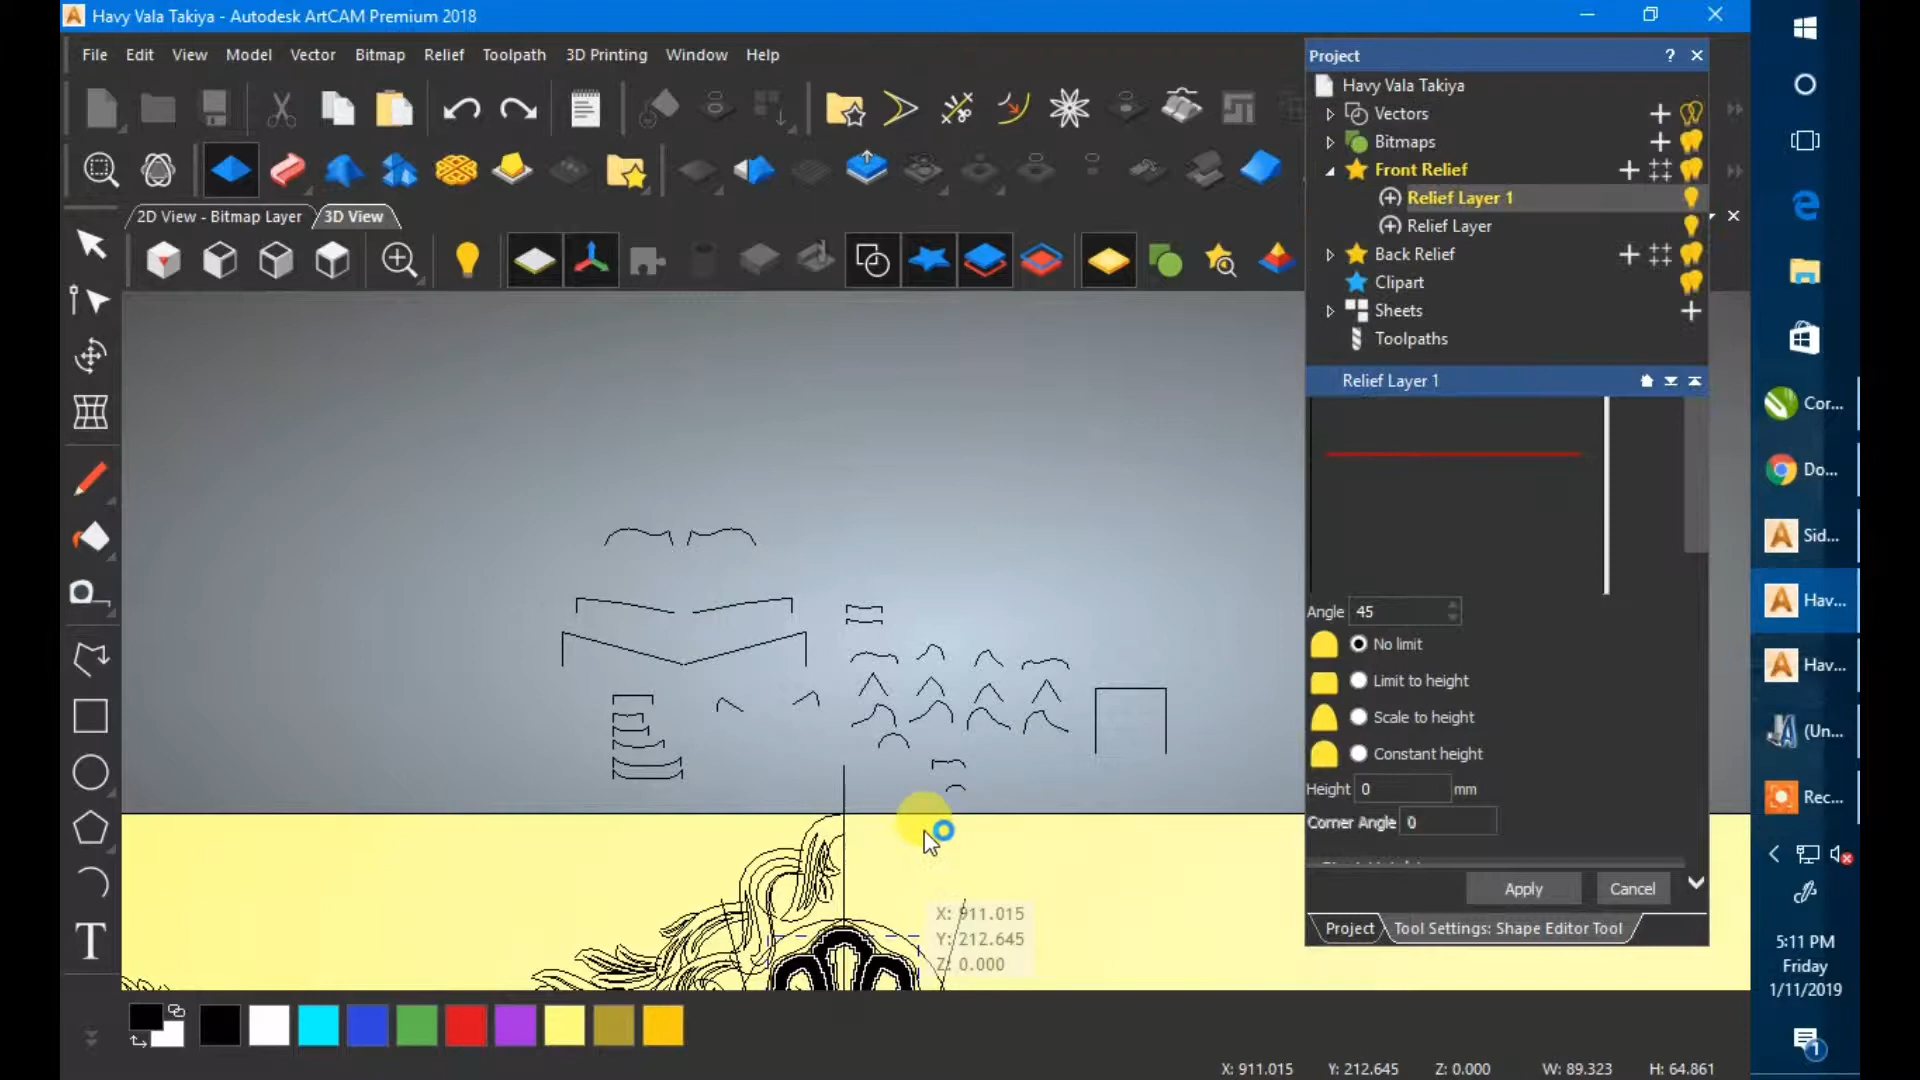 Havy Vala Takiya - Autodesk ArtCAM Premium 2018
File Edit View Model Vector Bitmap Relief Toolpath 3D Printing Window Help
Project
Havy Vala Takiya
Vectors
Bitmaps
Front Relief
Relief Layer 1
Relief Layer
Back Relief
Clipart
Sheets
Toolpaths
2D View - Bitmap Layer
3D View
Relief Layer 1
Angle 45
No limit
Limit to height
Scale to height
Constant height
Height 0 mm
Corner Angle 0
Apply Cancel
Project Tool Settings: Shape Editor Tool
X: 911.015
Y: 212.645
Z: 0.000
T
X: 911.015 Y: 212.645 Z: 0.000 W: 89.323 H: 64.861
Cor...
Do...
Sid...
Hav...
Hav...
(Un...
Rec...
5:11 PM
Friday
1/11/2019
1